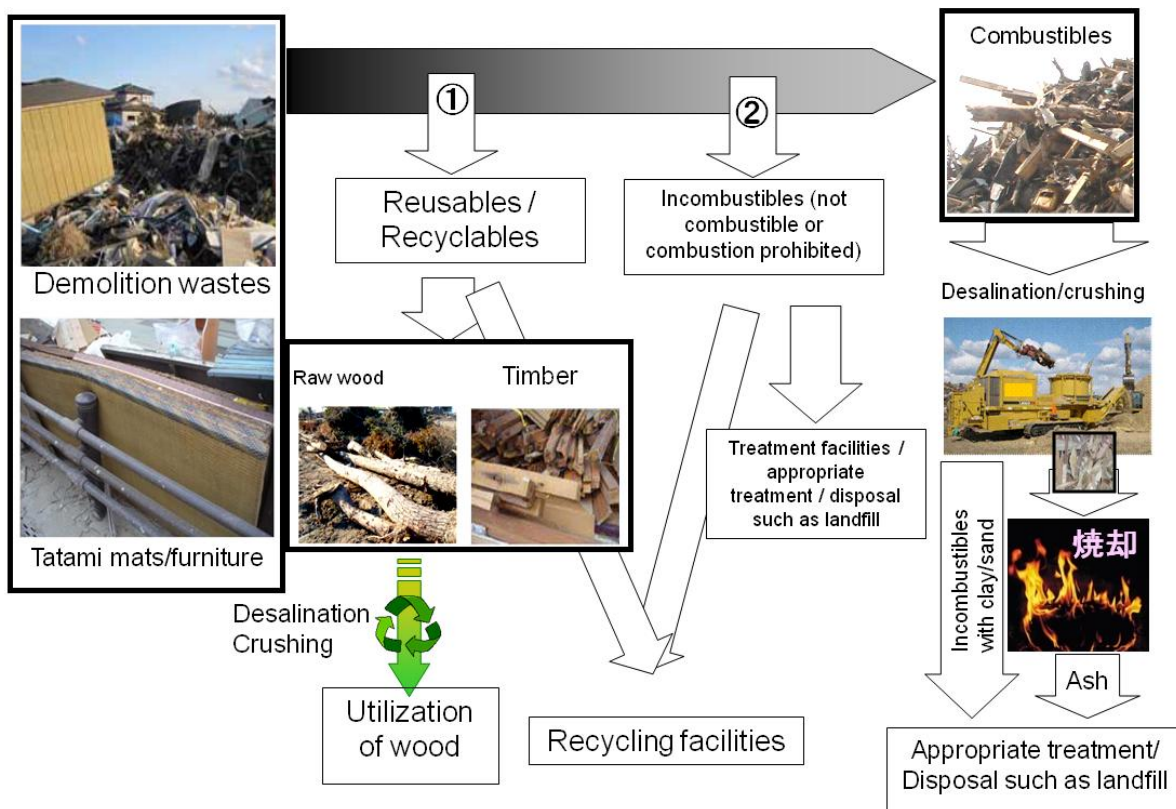 Demolition wastes
Tatami mats/furniture
①
Reusables /
Recyclables
②
Incombustibles (not
combustible or
combustion prohibited)
Combustibles
Raw wood
Timber
Desalination
Crushing
Utilization
of wood
Recycling facilities
Treatment facilities /
appropriate
treatment / disposal
such as landfill
Desalination/crushing
Incombustibles
with clay/sand
焼却
Ash
Appropriate treatment/
Disposal such as landfill